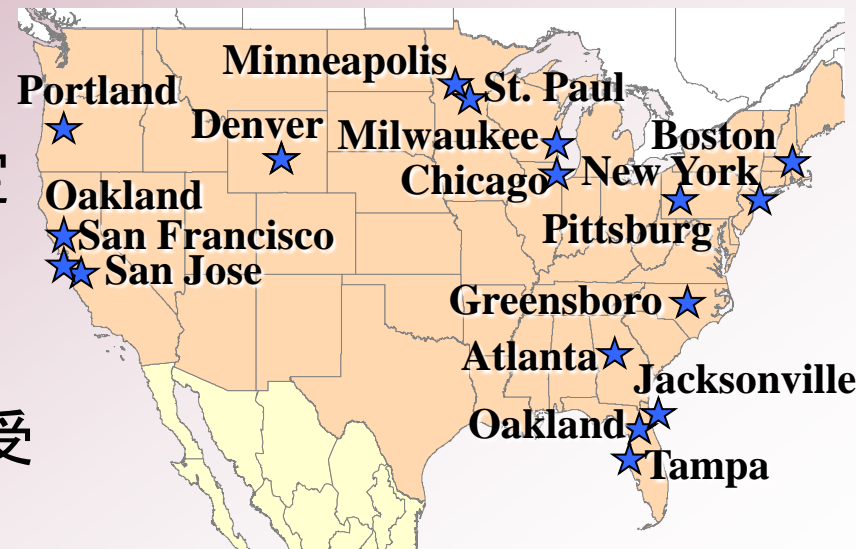 Minneapolis
Portland
St. Paul
Denver
Milwaukee
Boston
Chicago
New York
Oakland
San Francisco
Pittsburg
San Jose
Greensboro
Atlanta
Jacksonville
受
Oakland
Tampa